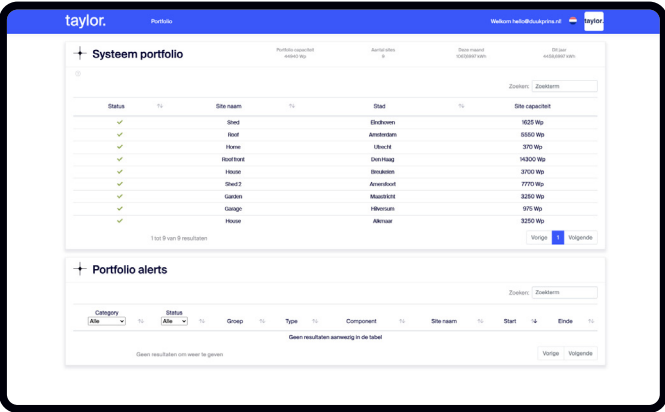 taylor. Portfolio Welkom hello@duukprins.nl! taylor.
Systeem portfolio
Portfolio capaciteit Aantal sites Deze maand Dit jaar
44940 Wp 9
Zoeken: Zoekterm
Status Site naam Stad Site capaciteit
Shed Eindhoven 1625 Wp
Roof Amsterdam 5550 Wp
Home Utrecht 370 Wp
Roof front Den Haag 14300 Wp
House Breukelen 3700 Wp
Shed 2 Amersfoort 7770 Wp
Garden Maastricht 3250 Wp
Garage Hilversum 975 Wp
House Alkmaar 3250 Wp
1 tot 9 van 9 resultaten Vorige 1 Volgende
Portfolio alerts
Zoeken: Zoekterm
Category Status
Alle Alle Groep Type Component Site naam Start Einde
Geen resultaten aanwezig in de tabel
Geen resultaten om weer te geven Vorige Volgende